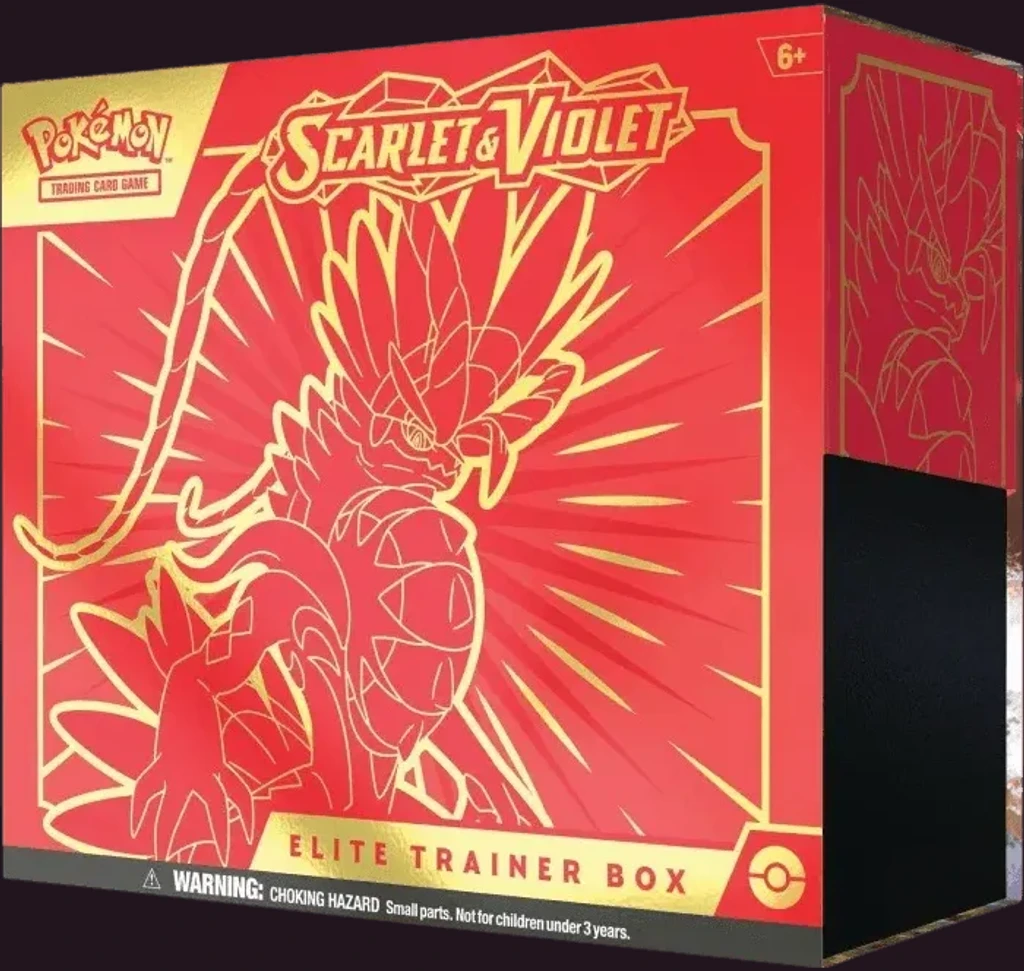 6+
POKéMON™
TRADING CARD GAME
SCARLET & VIOLET
ELITE TRAINER BOX
⚠ WARNING: CHOKING HAZARD Small parts. Not for children under 3 years.